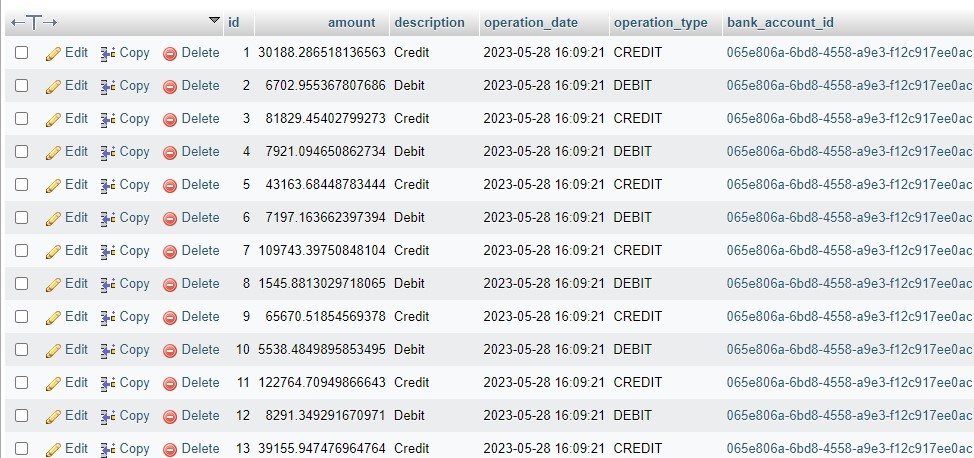 id amount description operation_date operation_type bank_account_id
Edit Copy Delete 1 30188.286518136563 Credit 2023-05-28 16:09:21 CREDIT 065e806a-6bd8-4558-a9e3-f12c917ee0ac
Edit Copy Delete 2 6702.955367807686 Debit 2023-05-28 16:09:21 DEBIT 065e806a-6bd8-4558-a9e3-f12c917ee0ac
Edit Copy Delete 3 81829.45402799273 Credit 2023-05-28 16:09:21 CREDIT 065e806a-6bd8-4558-a9e3-f12c917ee0ac
Edit Copy Delete 4 7921.094650862734 Debit 2023-05-28 16:09:21 DEBIT 065e806a-6bd8-4558-a9e3-f12c917ee0ac
Edit Copy Delete 5 43163.68448783444 Credit 2023-05-28 16:09:21 CREDIT 065e806a-6bd8-4558-a9e3-f12c917ee0ac
Edit Copy Delete 6 7197.163662397394 Debit 2023-05-28 16:09:21 DEBIT 065e806a-6bd8-4558-a9e3-f12c917ee0ac
Edit Copy Delete 7 109743.39750848104 Credit 2023-05-28 16:09:21 CREDIT 065e806a-6bd8-4558-a9e3-f12c917ee0ac
Edit Copy Delete 8 1545.8813029718065 Debit 2023-05-28 16:09:21 DEBIT 065e806a-6bd8-4558-a9e3-f12c917ee0ac
Edit Copy Delete 9 65670.51854569378 Credit 2023-05-28 16:09:21 CREDIT 065e806a-6bd8-4558-a9e3-f12c917ee0ac
Edit Copy Delete 10 5538.4849895853495 Debit 2023-05-28 16:09:21 DEBIT 065e806a-6bd8-4558-a9e3-f12c917ee0ac
Edit Copy Delete 11 122764.70949866643 Credit 2023-05-28 16:09:21 CREDIT 065e806a-6bd8-4558-a9e3-f12c917ee0ac
Edit Copy Delete 12 8291.349291670971 Debit 2023-05-28 16:09:21 DEBIT 065e806a-6bd8-4558-a9e3-f12c917ee0ac
Edit Copy Delete 13 39155.947476964764 Credit 2023-05-28 16:09:21 CREDIT 065e806a-6bd8-4558-a9e3-f12c917ee0ac